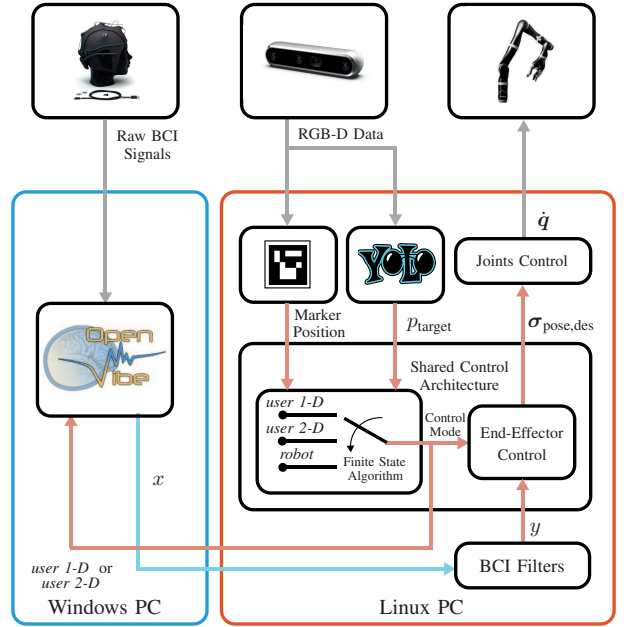 Raw BCI
Signals
RGB-D Data
q̇
YOLO
Joints Control
Marker
Position
p_target
σ_pose,des
Open
Vibe
Shared Control
Architecture
user 1-D
user 2-D
robot
Finite State
Algorithm
Control
Mode
End-Effector
Control
x
y
user 1-D or
user 2-D
BCI Filters
Windows PC
Linux PC